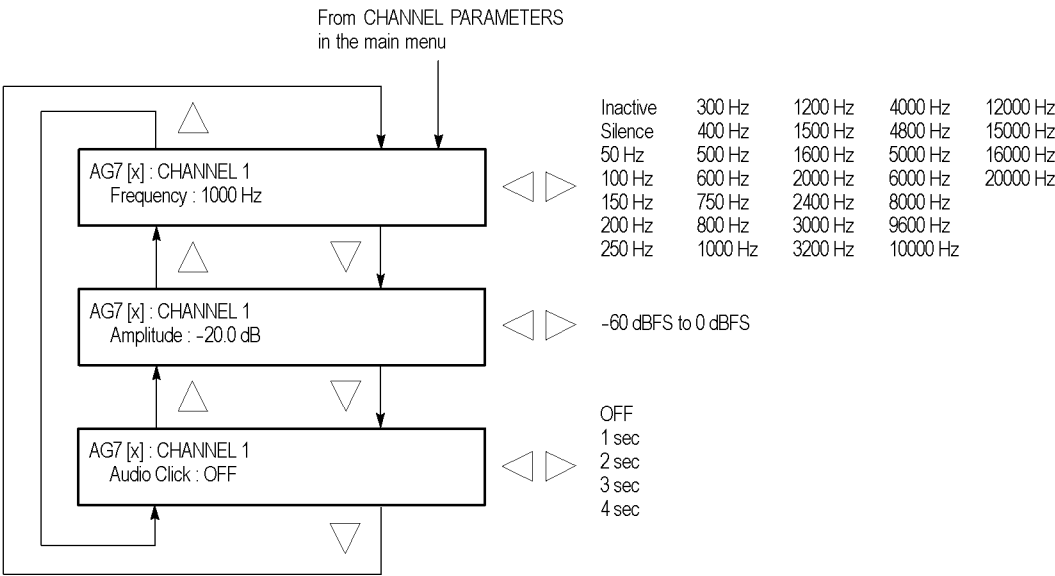 From CHANNEL PARAMETERS
in the main menu
AG7 [x] : CHANNEL 1
Frequency : 1000 Hz
Inactive 300 Hz 1200 Hz 4000 Hz 12000 Hz
Silence 400 Hz 1500 Hz 4800 Hz 15000 Hz
50 Hz 500 Hz 1600 Hz 5000 Hz 16000 Hz
100 Hz 600 Hz 2000 Hz 6000 Hz 20000 Hz
150 Hz 750 Hz 2400 Hz 8000 Hz
200 Hz 800 Hz 3000 Hz 9600 Hz
250 Hz 1000 Hz 3200 Hz 10000 Hz
AG7 [x] : CHANNEL 1
Amplitude : -20.0 dB
-60 dBFS to 0 dBFS
AG7 [x] : CHANNEL 1
Audio Click : OFF
OFF
1 sec
2 sec
3 sec
4 sec